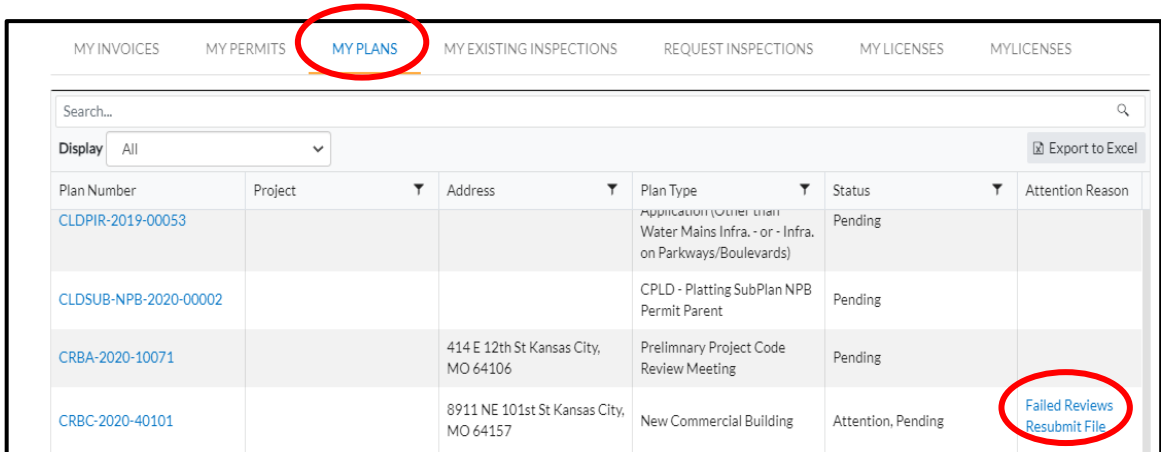 MY INVOICES MY PERMITS MY PLANS MY EXISTING INSPECTIONS REQUEST INSPECTIONS MY LICENSES MYLICENSES
Search...
Display All Export to Excel
Plan Number Project Address Plan Type Status Attention Reason
CLDPIR-2019-00053 Application (Other than Pending
Water Mains Infra. - or - Infra.
on Parkways/Boulevards)
CLDSUB-NPB-2020-00002 CPLD - Platting SubPlan NPB Pending
Permit Parent
CRBA-2020-10071 414 E 12th St Kansas City, Prelimnary Project Code Pending
MO 64106 Review Meeting
CRBC-2020-40101 8911 NE 101st St Kansas City, New Commercial Building Attention, Pending Failed Reviews
MO 64157 Resubmit File